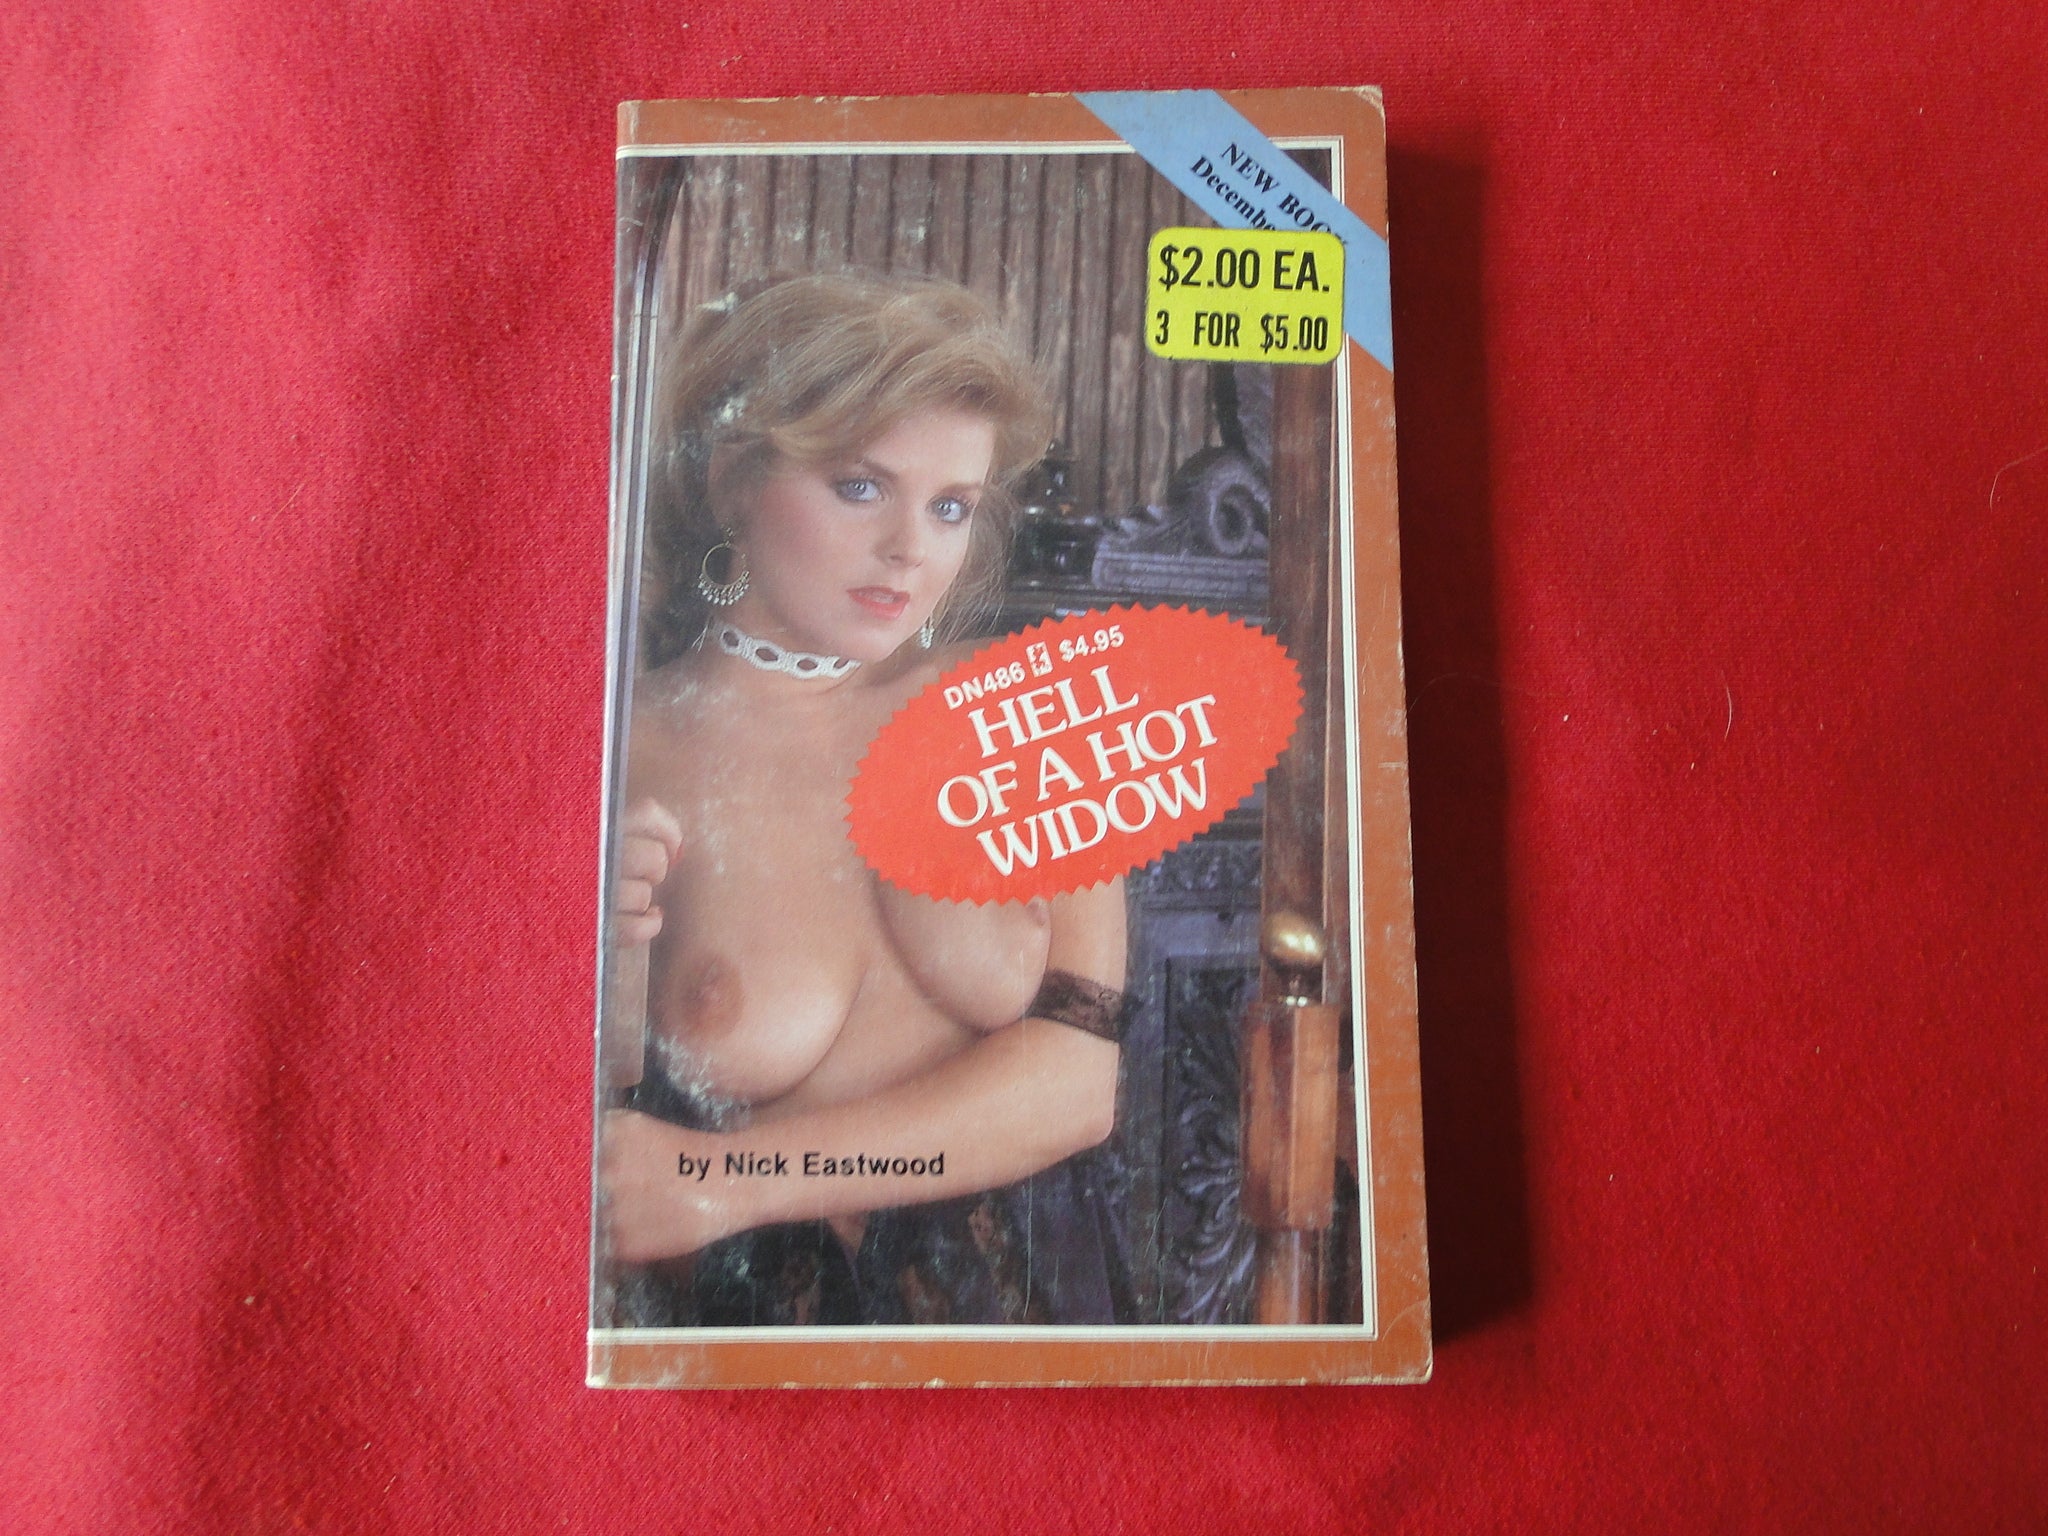 NEW BOOK
December
$2.00 EA.
3 FOR $5.00
DN486 $4.95
HELL
OF A HOT
WIDOW
by Nick Eastwood